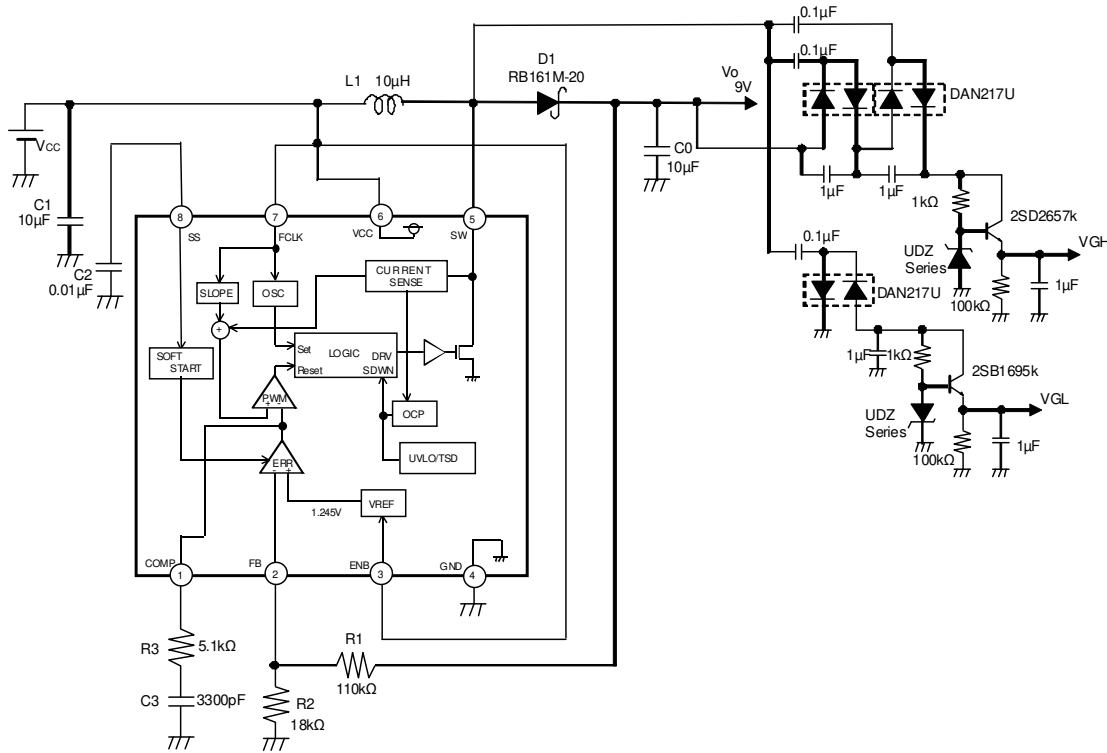 0.1µF
0.1µF
D1
RB161M-20
L1 10µH
Vo
9V
DAN217U
VCC
C0
10µF
1µF
1µF
1kΩ
2SD2657k
C1
10µF
8
7
6
5
SS
FCLK
VCC
SW
0.1µF
UDZ
Series
VGH
C2
0.01µF
CURRENT
SENSE
SLOPE
OSC
DAN217U
100kΩ
1µF
+
SOFT
START
Set
LOGIC
DRV
Reset
SDWN
1µF
1kΩ
2SB1695k
PWM
+ -
OCP
UDZ
Series
VGL
ERR
- +
UVLO/TSD
100kΩ
1µF
1.245V
VREF
COMP
FB
ENB
GND
1
2
3
4
R3
5.1kΩ
R1
110kΩ
C3
3300pF
R2
18kΩ